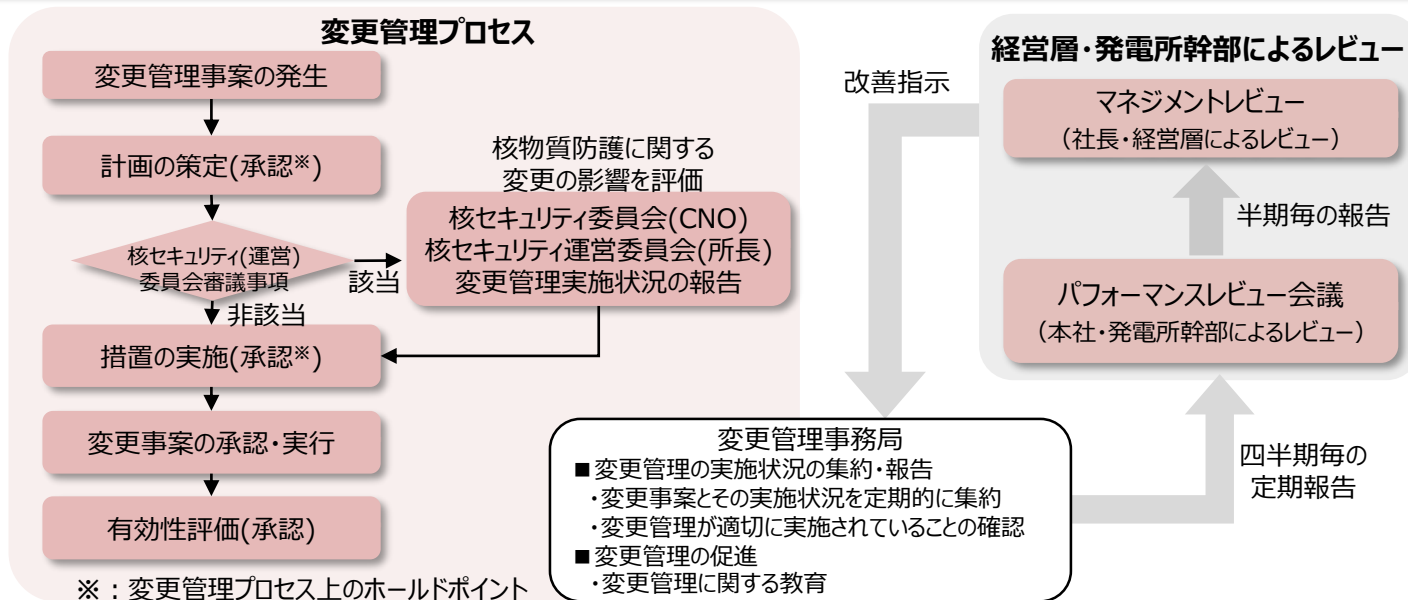 変更管理プロセス
変更管理事案の発生
計画の策定(承認※)
核セキュリティ(運営)
委員会審議事項
該当
非該当
核物質防護に関する
変更の影響を評価
核セキュリティ委員会(CNO)
核セキュリティ運営委員会(所長)
変更管理実施状況の報告
措置の実施(承認※)
変更事案の承認・実行
有効性評価(承認)
※：変更管理プロセス上のホールドポイント
経営層・発電所幹部によるレビュー
マネジメントレビュー
（社長・経営層によるレビュー）
半期毎の報告
パフォーマンスレビュー会議
（本社・発電所幹部によるレビュー）
改善指示
四半期毎の
定期報告
変更管理事務局
■変更管理の実施状況の集約・報告
・変更事案とその実施状況を定期的に集約
・変更管理が適切に実施されていることの確認
■変更管理の促進
・変更管理に関する教育